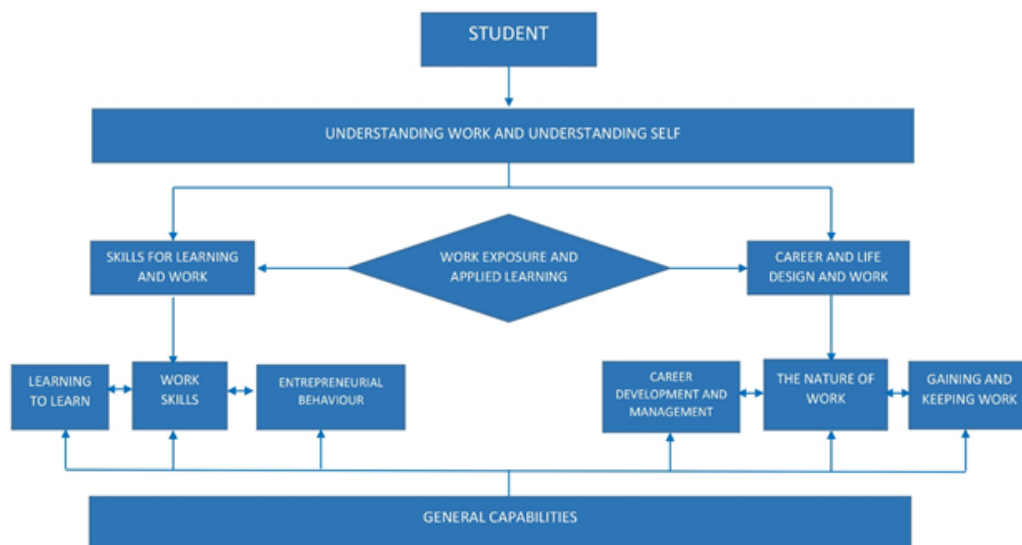 STUDENT
UNDERSTANDING WORK AND UNDERSTANDING SELF
SKILLS FOR LEARNING
AND WORK
WORK EXPOSURE AND
APPLIED LEARNING
CAREER AND LIFE
DESIGN AND WORK
LEARNING
TO LEARN
WORK
SKILLS
ENTREPRENEURIAL
BEHAVIOUR
CAREER
DEVELOPMENT AND
MANAGEMENT
THE NATURE OF
WORK
GAINING AND
KEEPING WORK
GENERAL CAPABILITIES